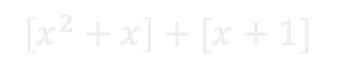 [x² + x] + [x + 1]